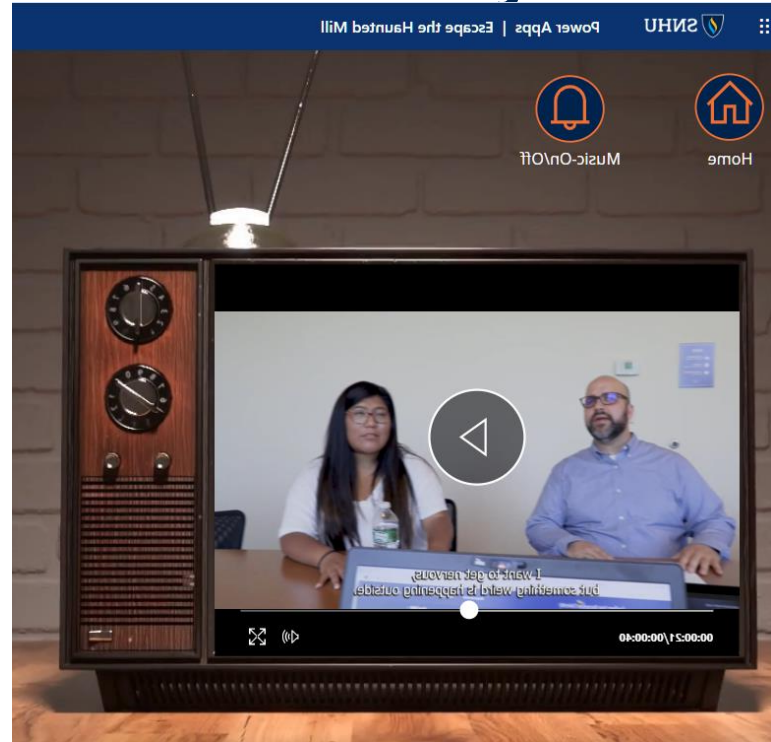 SNHU Power Apps | Escape the Haunted Mill
Home
Music-On/Off
I want to get nervous,
but something weird is happening outside.
00:00:21/00:00:40